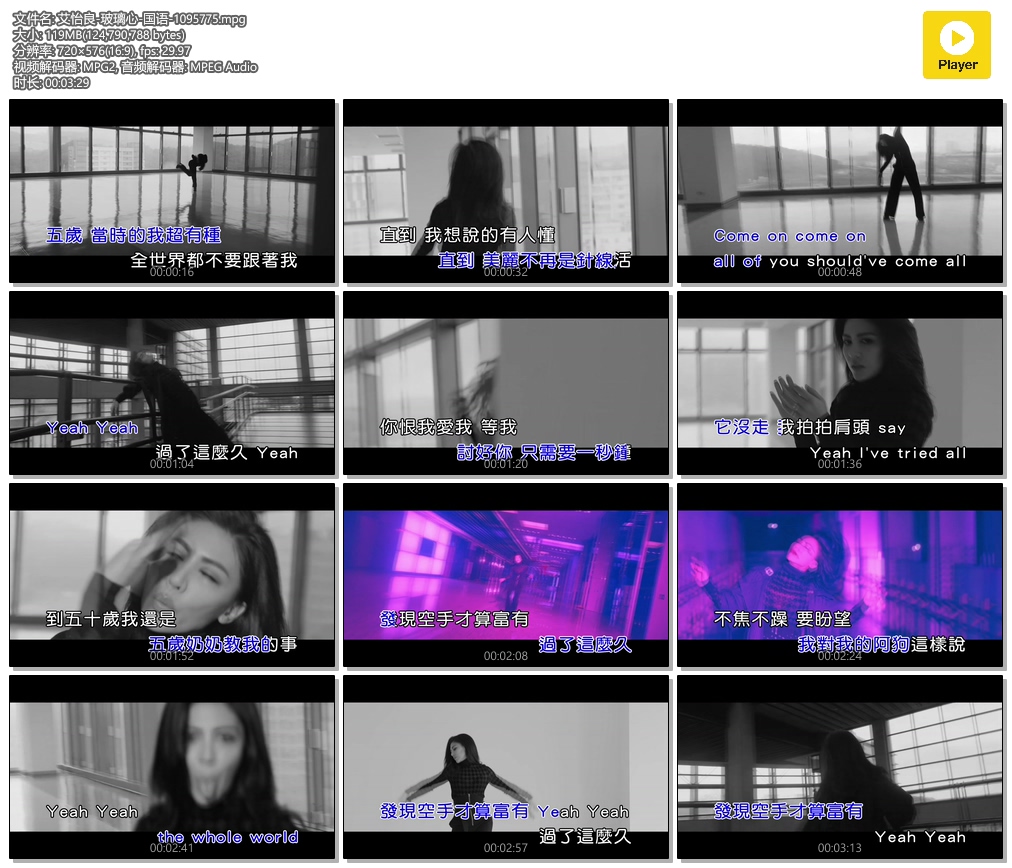 文件名: 艾怡良-玻璃心-国语-1095775.mpg
大小: 119MB(124,790,788 bytes)
分辨率: 720×576(16:9), fps: 29.97
视频解码器: MPG2, 音频解码器: MPEG Audio
时长: 00:03:29
Player
五歲 當時的我超有種
全世界都不要跟著我
00:00:16
直到 我想說的有人懂
直到 美麗不再是針線活
00:00:32
Come on come on
all of you should've come all
00:00:48
Yeah Yeah
過了這麼久 Yeah
00:01:04
你恨我愛我 等我
討好你 只需要一秒鍾
00:01:20
它沒走 我拍拍肩頭 say
Yeah I've tried all
00:01:36
到五十歲我還是
五歲奶奶教我的事
00:01:52
發現空手才算富有
過了這麼久
00:02:08
不焦不躁 要盼望
我對我的阿狗這樣說
00:02:24
Yeah Yeah
the whole world
00:02:41
發現空手才算富有 Yeah Yeah
過了這麼久
00:02:57
發現空手才算富有
Yeah Yeah
00:03:13